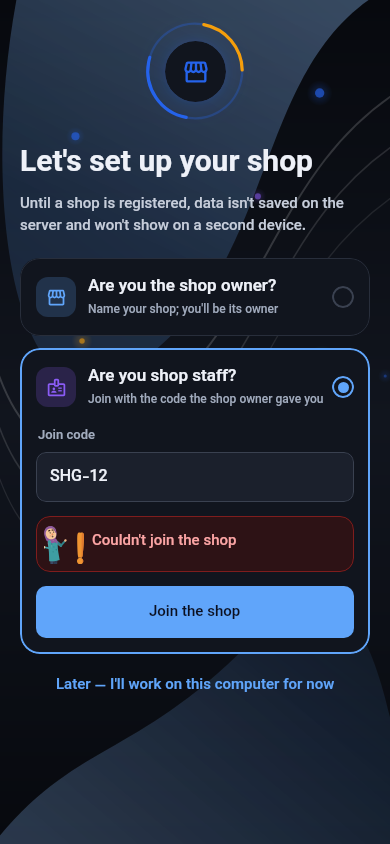 Let's set up your shop
Until a shop is registered, data isn't saved on the
server and won't show on a second device.
Are you the shop owner?
Name your shop; you'll be its owner
Are you shop staff?
Join with the code the shop owner gave you
Join code
SHG-12
Couldn't join the shop
Join the shop
Later — I'll work on this computer for now